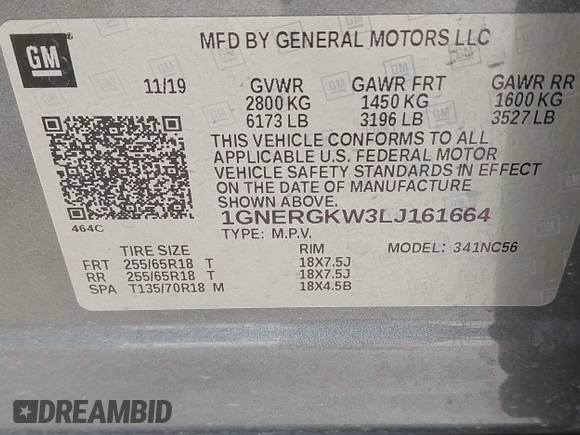 GM
MFD BY GENERAL MOTORS LLC
11/19 GVWR GAWR FRT GAWR RR
2800 KG 1450 KG 1600 KG
6173 LB 3196 LB 3527 LB
THIS VEHICLE CONFORMS TO ALL
APPLICABLE U.S. FEDERAL MOTOR
VEHICLE SAFETY STANDARDS IN EFFECT
ON THE DATE OF MANUFACTURE
SHOWN ABOVE.
464C
1GNERGKW3LJ161664
TYPE: M.P.V. MODEL: 341NC56
TIRE SIZE RIM
FRT 255/65R18 T 18X7.5J
RR 255/65R18 T 18X7.5J
SPA T135/70R18 M 18X4.5B
DREAMBID